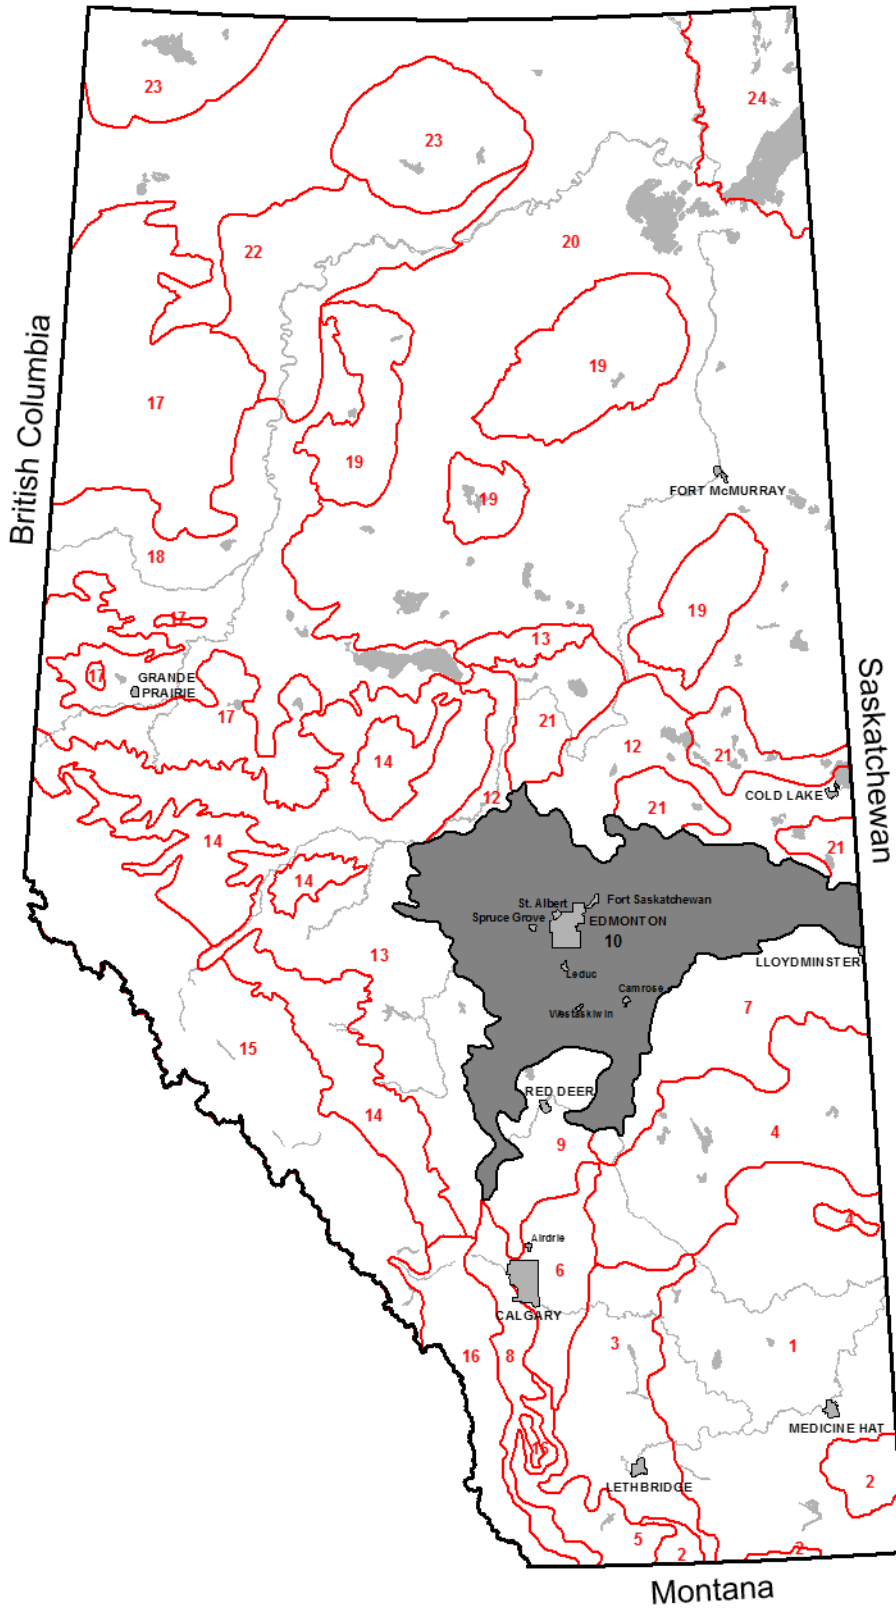 23
24
23
20
22
British Columbia
19
17
19
19
FORT McMURRAY
18
19
17
13
17
GRANDE
PRAIRIE
Saskatchewan
17
21
12
14
21
12
COLD LAKE
21
14
21
14
St. Albert
Fort Saskatchewan
Spruce Grove
EDMONTON
10
13
LLOYDMINSTER
Leduc
Camrose
7
Wetaskiwin
15
RED DEER
14
4
9
4
Airdrie
6
CALGARY
3
1
16
8
MEDICINE HAT
16
2
LETHBRIDGE
5
2
2
Montana